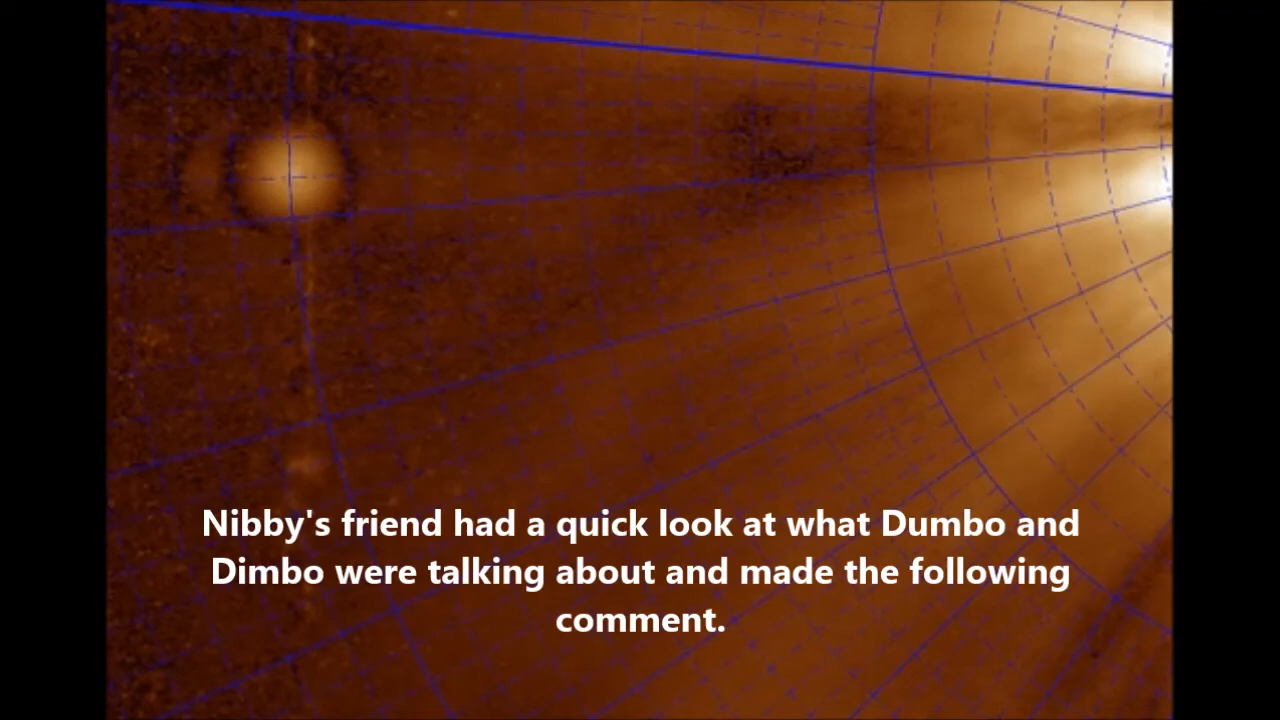 Nibby's friend had a quick look at what Dumbo and
Dimbo were talking about and made the following
comment.